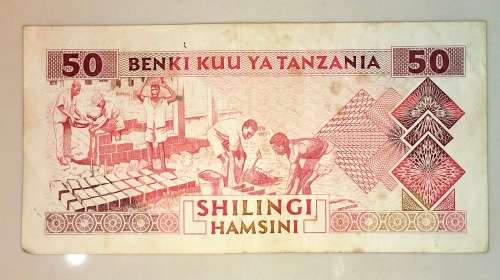 50 BENKI KUU YA TANZANIA 50
SHILINGI
HAMSINI